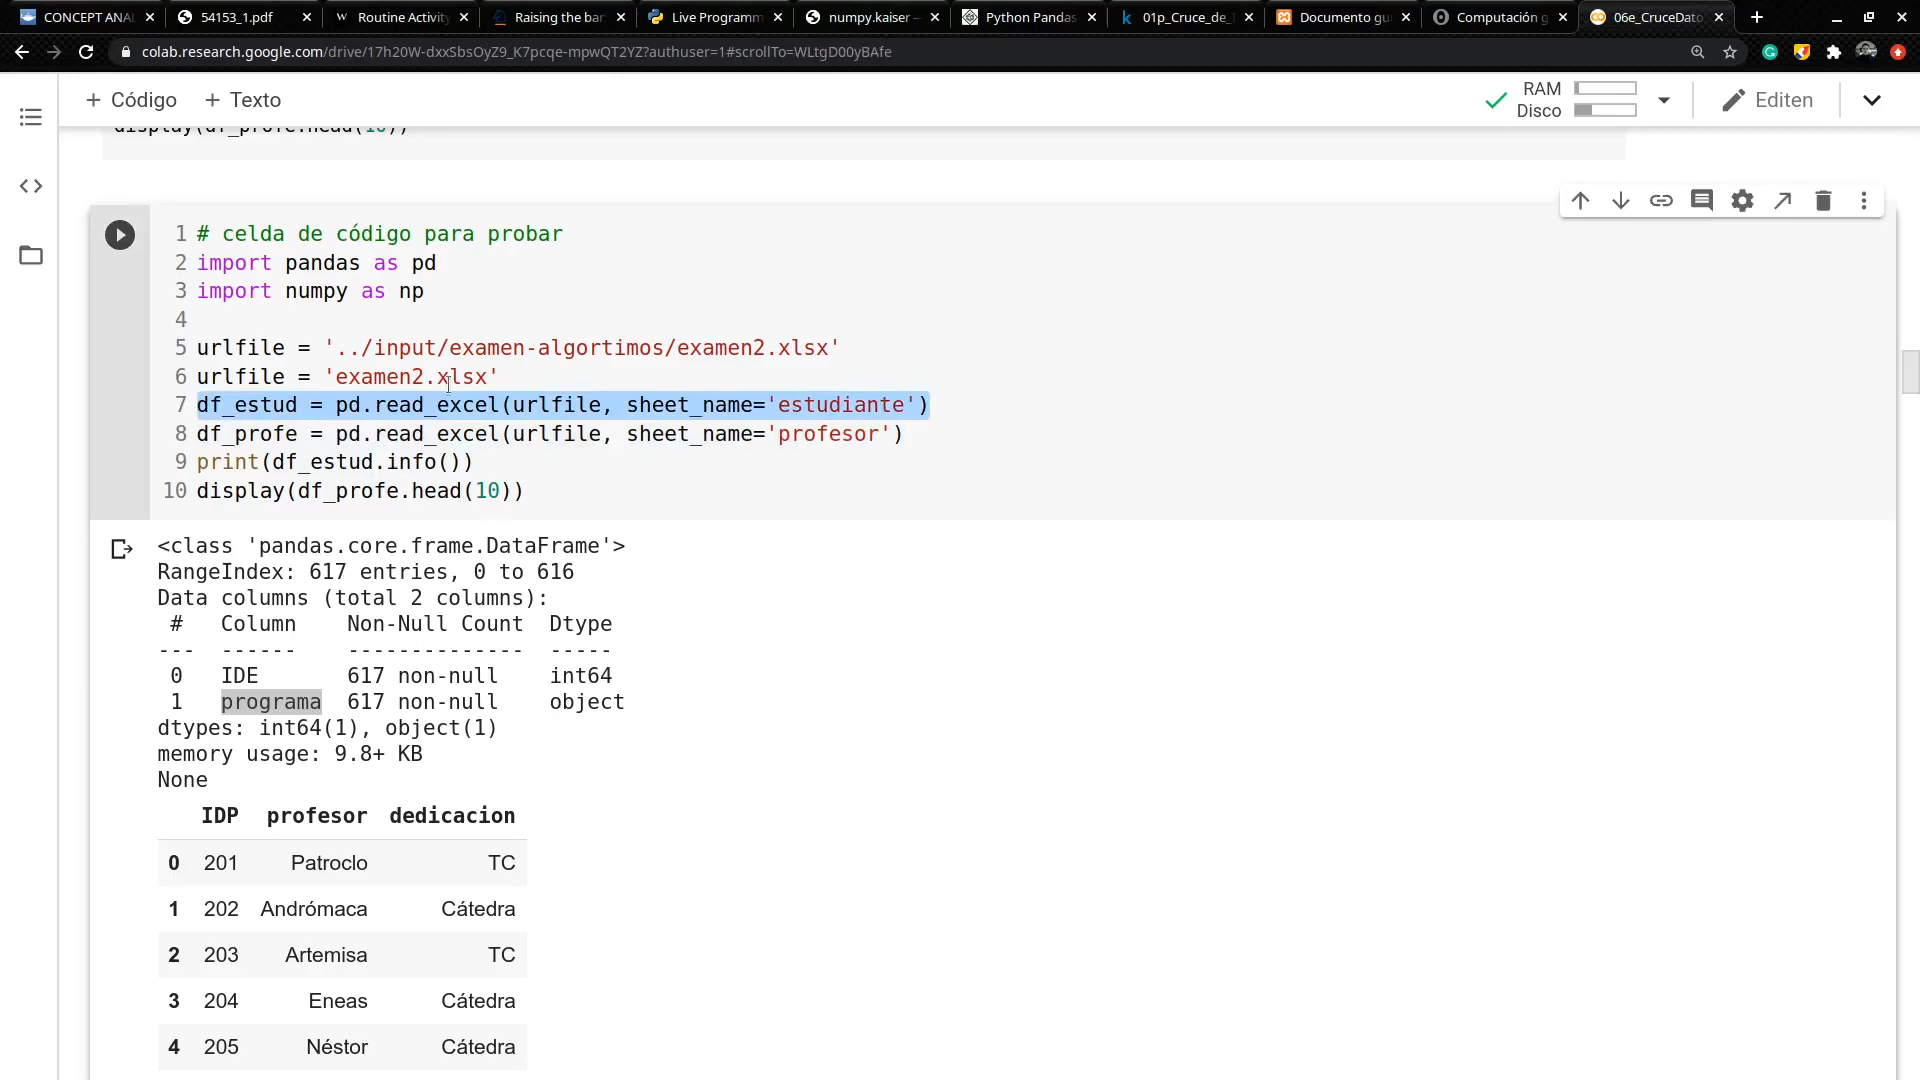 CONCEPT ANAL
54153_1.pdf
Routine Activity
Raising the bar
Live Programm
numpy.kaiser —
Python Pandas
01p_Cruce_de_
Documento gu
Computación g
06e_CruceDato
colab.research.google.com/drive/17h20W-dxxSbsOyZ9_K7pcqe-mpwQT2YZ?authuser=1#scrollTo=WLtgD00yBAfe
+ Código + Texto
RAM
Disco
Editen
display(df_profe.head(10))
1 # celda de código para probar
2 import pandas as pd
3 import numpy as np
4
5 urlfile = '../input/examen-algortimos/examen2.xlsx'
6 urlfile = 'examen2.xlsx'
7 df_estud = pd.read_excel(urlfile, sheet_name='estudiante')
8 df_profe = pd.read_excel(urlfile, sheet_name='profesor')
9 print(df_estud.info())
10 display(df_profe.head(10))
<class 'pandas.core.frame.DataFrame'>
RangeIndex: 617 entries, 0 to 616
Data columns (total 2 columns):
# Column Non-Null Count Dtype
--- ------ -------------- -----
0 IDE 617 non-null int64
1 programa 617 non-null object
dtypes: int64(1), object(1)
memory usage: 9.8+ KB
None
IDP profesor dedicacion
0 201 Patroclo TC
1 202 Andrómaca Cátedra
2 203 Artemisa TC
3 204 Eneas Cátedra
4 205 Néstor Cátedra